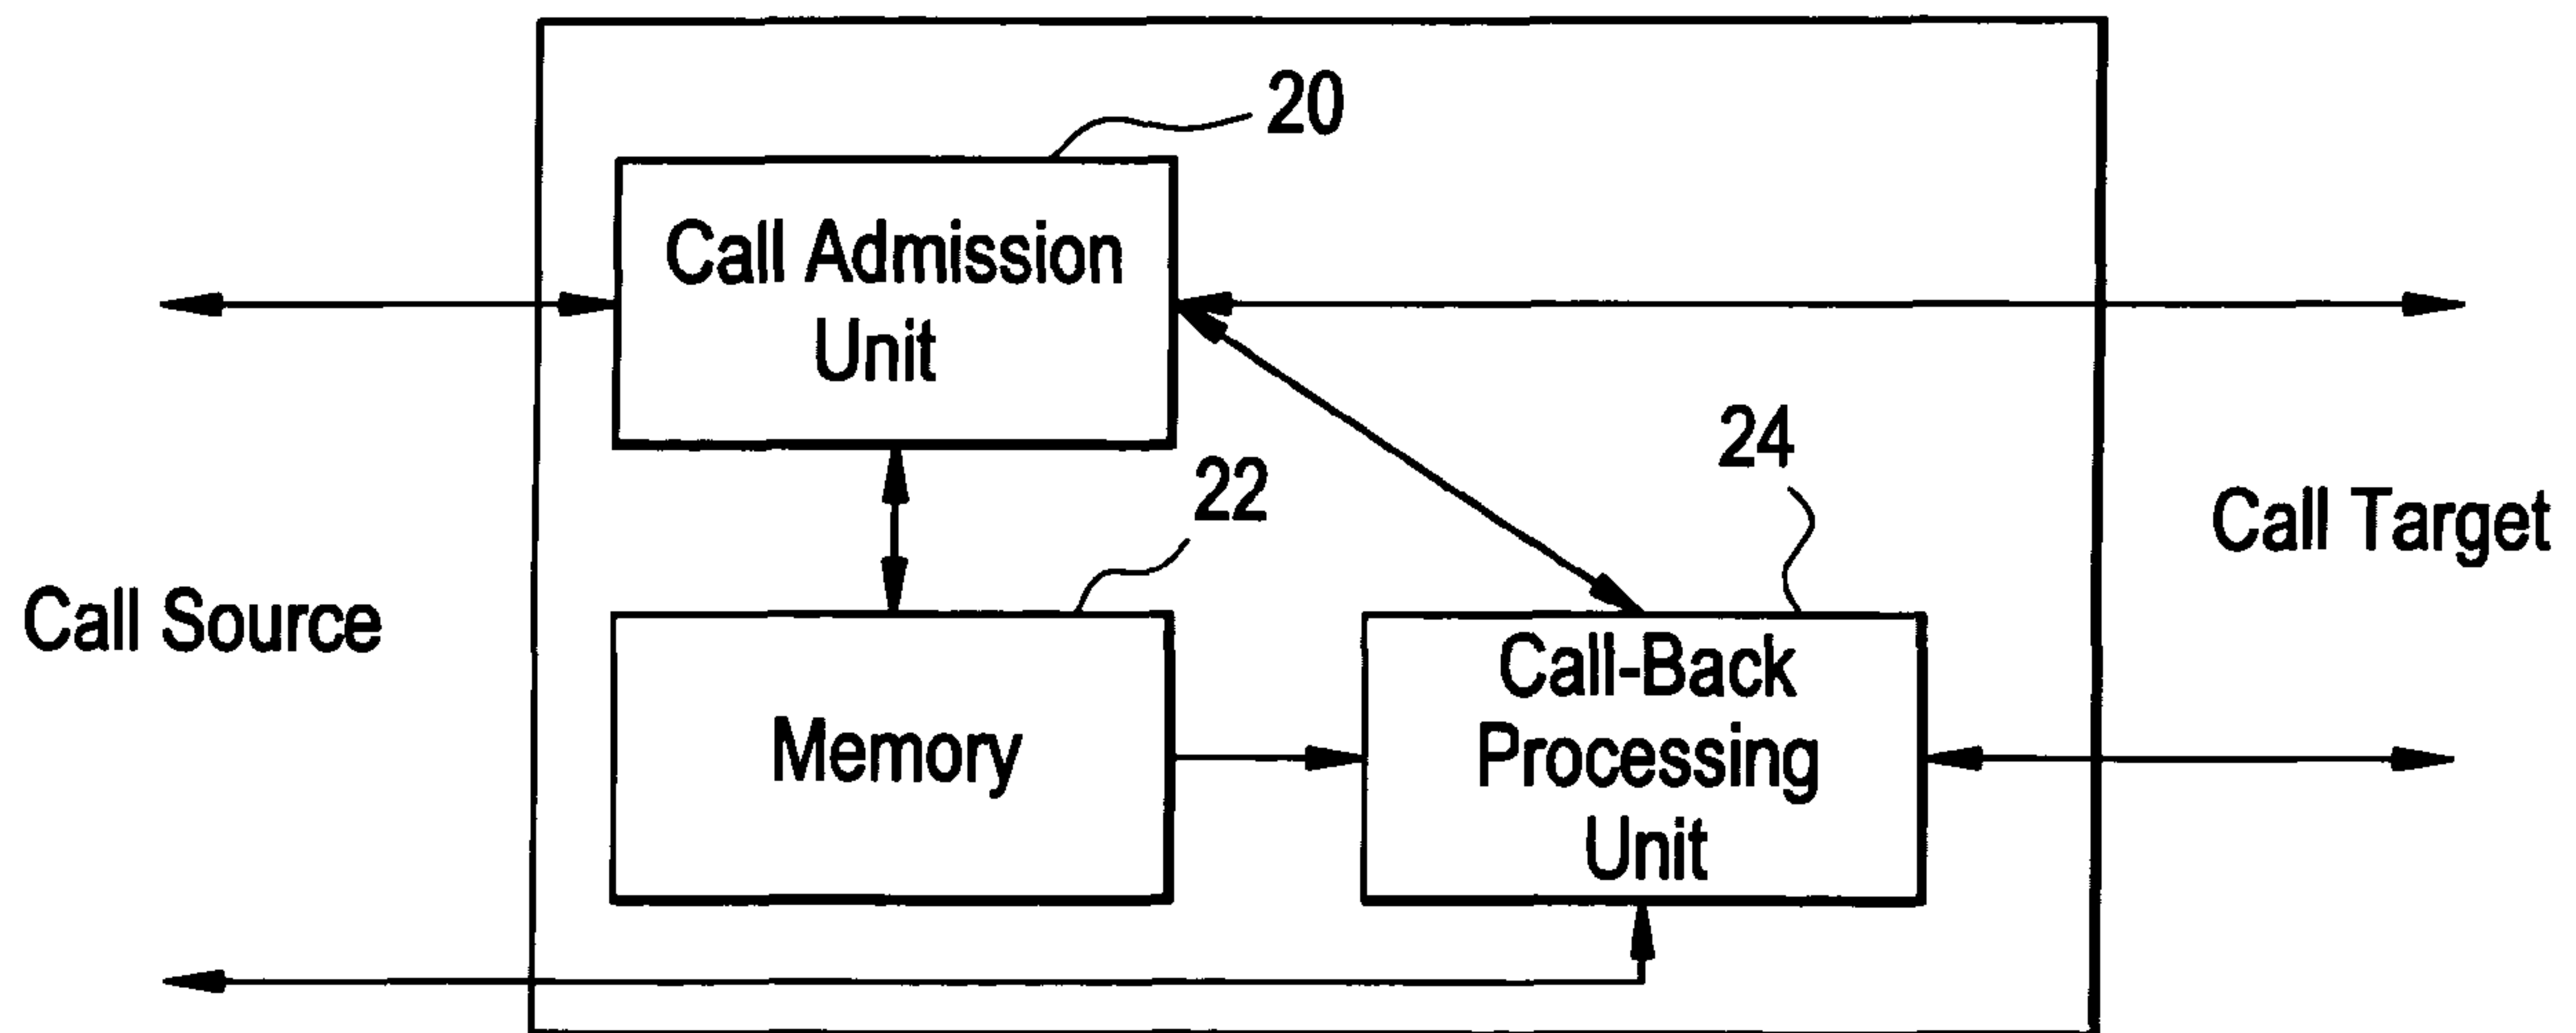 20
Call Admission
Unit
22
24
Call Target
Call Source
Memory
Call-Back
Processing
Unit